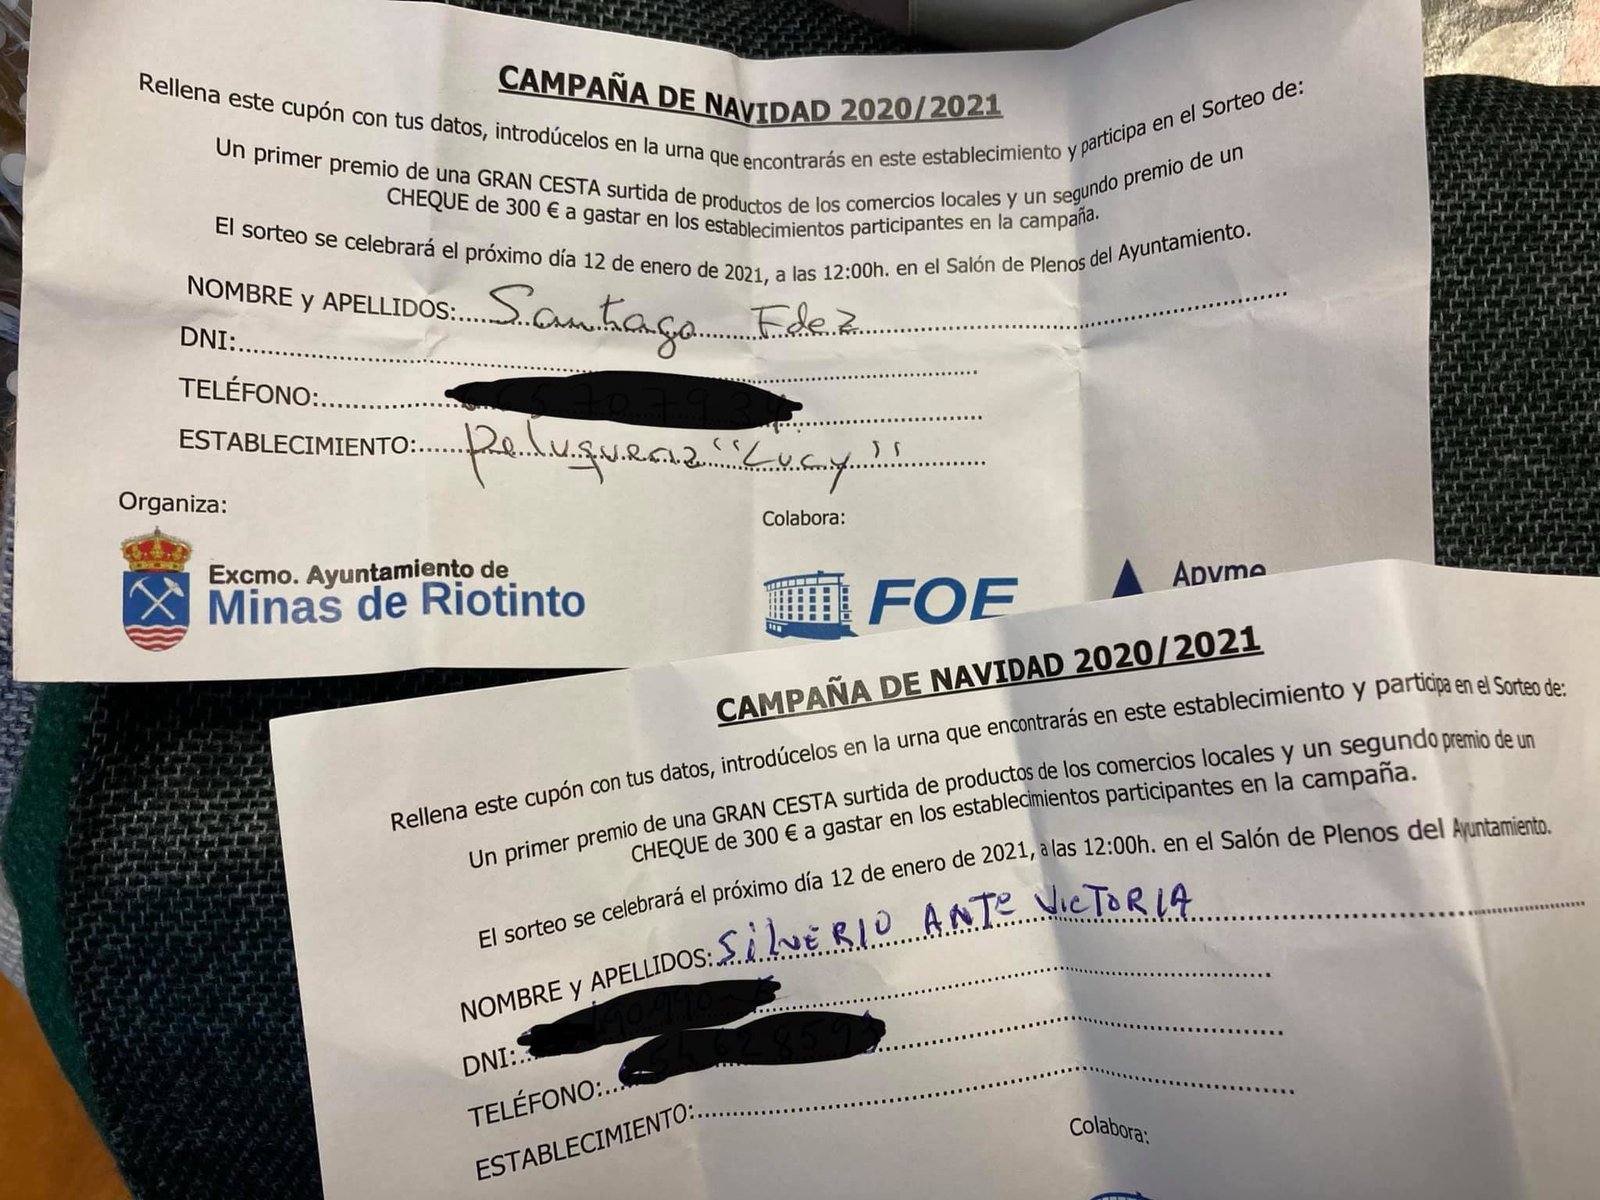 CAMPAÑA DE NAVIDAD 2020/2021
Rellena este cupón con tus datos, introdúcelos en la urna que encontrarás en este establecimiento y participa en el Sorteo de:
Un primer premio de una GRAN CESTA surtida de productos de los comercios locales y un segundo premio de un
CHEQUE de 300 € a gastar en los establecimientos participantes en la campaña.
El sorteo se celebrará el próximo día 12 de enero de 2021, a las 12:00h. en el Salón de Plenos del Ayuntamiento.
NOMBRE y APELLIDOS: Santiago Fdez
DNI:
TELÉFONO:
ESTABLECIMIENTO: Peluqueria "Lucy"
Organiza:
Colabora:
Excmo. Ayuntamiento de
Minas de Riotinto
FOE
Apyme
CAMPAÑA DE NAVIDAD 2020/2021
Rellena este cupón con tus datos, introdúcelos en la urna que encontrarás en este establecimiento y participa en el Sorteo de:
Un primer premio de una GRAN CESTA surtida de productos de los comercios locales y un segundo premio de un
CHEQUE de 300 € a gastar en los establecimientos participantes en la campaña.
El sorteo se celebrará el próximo día 12 de enero de 2021, a las 12:00h. en el Salón de Plenos del Ayuntamiento.
NOMBRE y APELLIDOS: SILVERIO ANTE VICTORIA
DNI:
TELÉFONO:
ESTABLECIMIENTO:
Colabora: